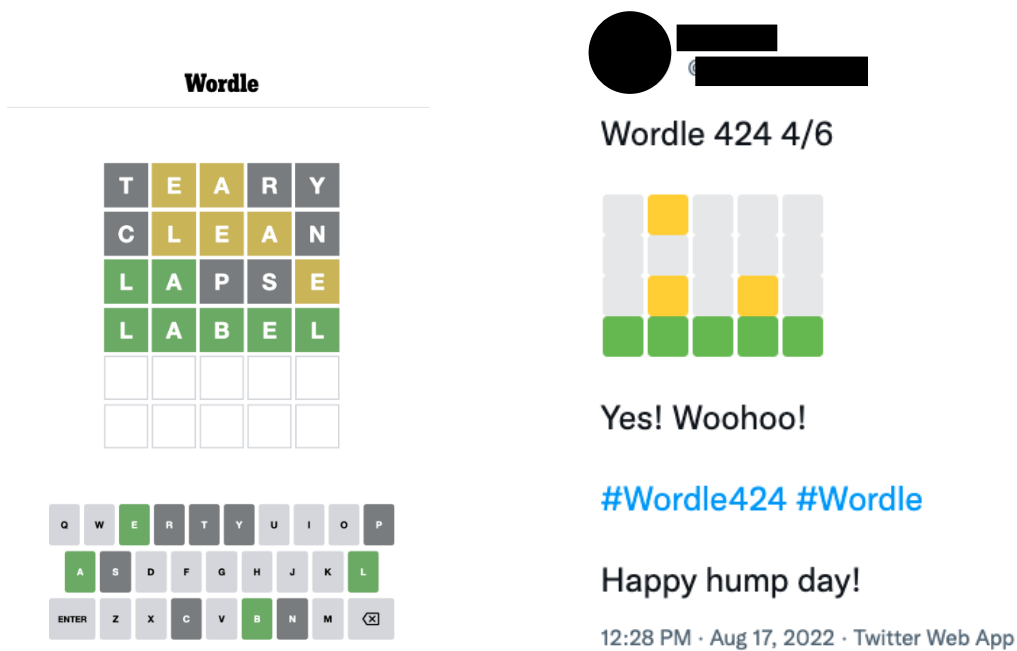 Wordle
T E A R Y
C L E A N
L A P S E
L A B E L
Q W E R T Y U I O P
A S D F G H J K L
ENTER Z X C V B N M
@
Wordle 424 4/6
Yes! Woohoo!
#Wordle424 #Wordle
Happy hump day!
12:28 PM · Aug 17, 2022 · Twitter Web App